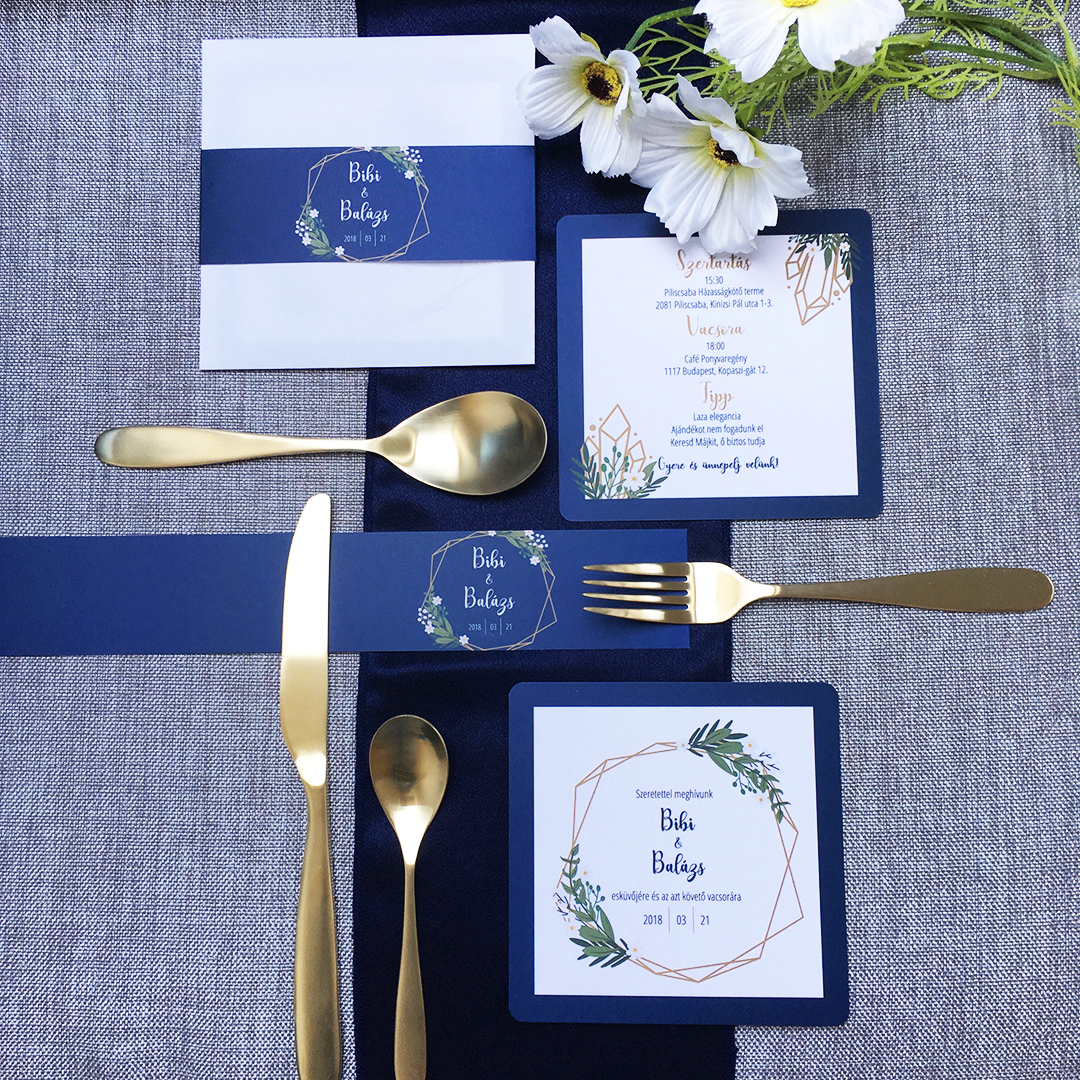 Bibi
&
Balázs
2018 | 03 | 21
Szertartás
15:30
Piliscsaba Házasságkötő terme
2081 Piliscsaba, Kinizsi Pál utca 1-3.
Vacsora
18:00
Café Ponyvaregény
1117 Budapest, Kopaszi-gát 12.
Tipp
Laza elegancia
Ajándékot nem fogadunk el
Keresd Májkit, ő biztos tudja
Gyere és ünnepelj velünk!
Bibi
&
Balázs
2018 | 03 | 21
Szeretettel meghívunk
Bibi
&
Balázs
esküvőjére és az azt követő vacsorára
2018 | 03 | 21